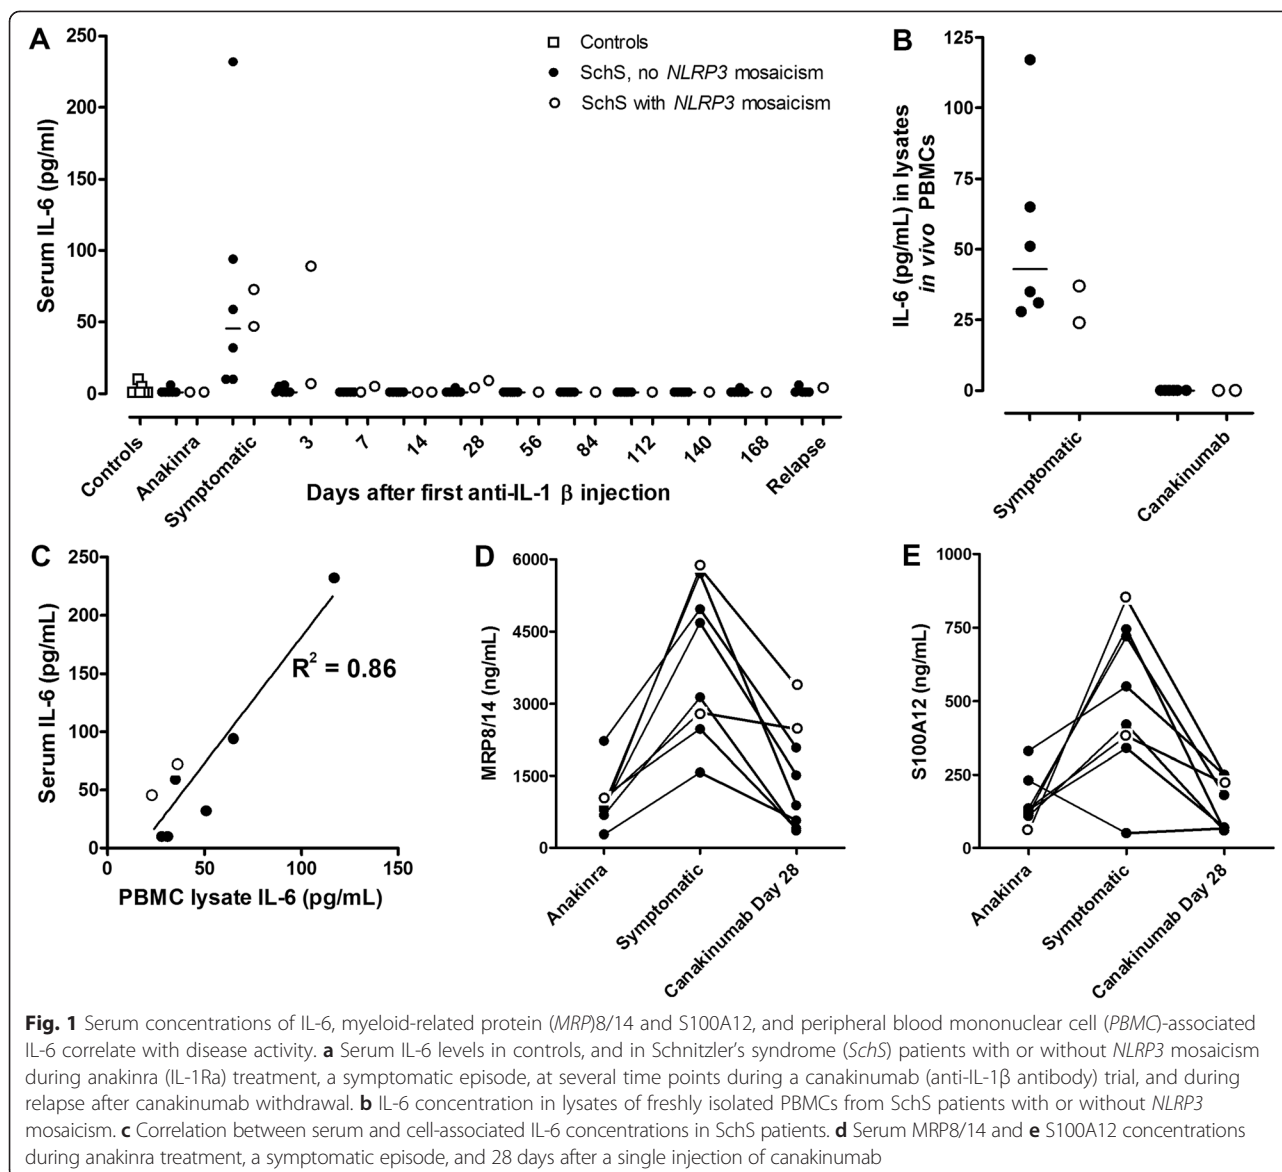 A
250
200
150
100
50
0
Serum IL-6 (pg/ml)
Controls
SchS, no NLRP3 mosaicism
SchS with NLRP3 mosaicism
Controls
Anakinra
Symptomatic
3
7
14
28
56
84
112
140
168
Relapse
Days after first anti-IL-1 β injection
B
125
100
75
50
25
0
IL-6 (pg/mL) in lysates
in vivo PBMCs
Symptomatic
Canakinumab
C
250
200
150
100
50
0
Serum IL-6 (pg/mL)
R² = 0.86
0
50
100
150
PBMC lysate IL-6 (pg/mL)
D
6000
4500
3000
1500
0
MRP8/14 (ng/mL)
Anakinra
Symptomatic
Canakinumab Day 28
E
1000
750
500
250
0
S100A12 (ng/mL)
Anakinra
Symptomatic
Canakinumab Day 28
Fig. 1 Serum concentrations of IL-6, myeloid-related protein (MRP)8/14 and S100A12, and peripheral blood mononuclear cell (PBMC)-associated
IL-6 correlate with disease activity. a Serum IL-6 levels in controls, and in Schnitzler's syndrome (SchS) patients with or without NLRP3 mosaicism
during anakinra (IL-1Ra) treatment, a symptomatic episode, at several time points during a canakinumab (anti-IL-1β antibody) trial, and during
relapse after canakinumab withdrawal. b IL-6 concentration in lysates of freshly isolated PBMCs from SchS patients with or without NLRP3
mosaicism. c Correlation between serum and cell-associated IL-6 concentrations in SchS patients. d Serum MRP8/14 and e S100A12 concentrations
during anakinra treatment, a symptomatic episode, and 28 days after a single injection of canakinumab